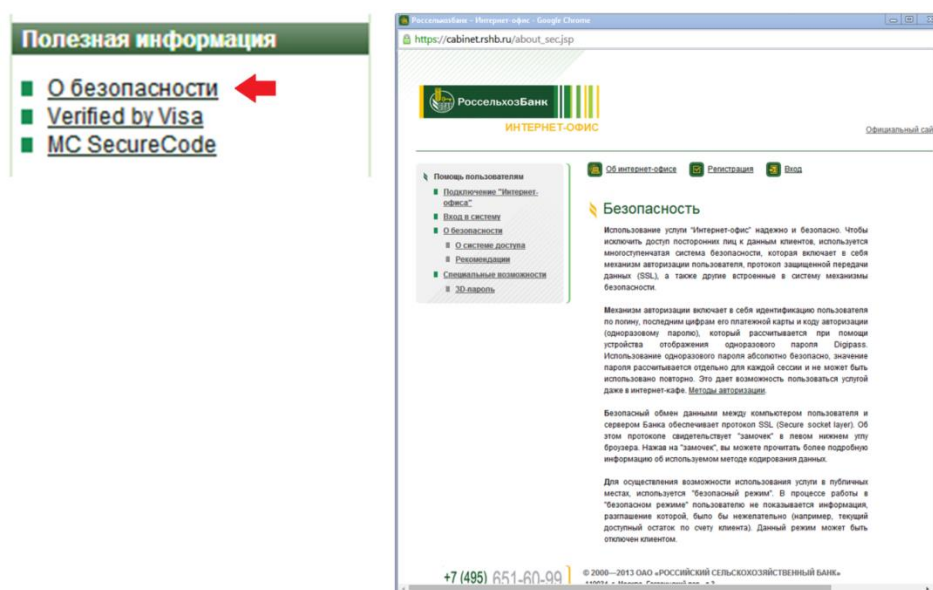 Полезная информация
О безопасности
Verified by Visa
MC SecureCode
Россельхозбанк - Интернет-офис - Google Chrome
https://cabinet.rshb.ru/about_sec.jsp
РоссельхозБанк
ИНТЕРНЕТ-ОФИС
Официальный сай
Помощь пользователям
Подключение "Интернет-
офиса"
Вход в систему
О безопасности
О системе доступа
Рекомендации
Специальные возможности
3D-пароль
Об интернет-офисе Регистрация Вход
Безопасность
Использование услуги "Интернет-офис" надежно и безопасно. Чтобы
исключить доступ посторонних лиц к данным клиентов, используется
многоступенчатая система безопасности, которая включает в себя
механизм авторизации пользователя, протокол защищенной передачи
данных (SSL), а также другие встроенные в систему механизмы
безопасности.
Механизм авторизации включает в себя идентификацию пользователя
по логину, последним цифрам его платежной карты и коду авторизации
(одноразовому паролю), который рассчитывается при помощи
устройства отображения одноразового пароля Digipass.
Использование одноразового пароля абсолютно безопасно, значение
пароля рассчитывается отдельно для каждой сессии и не может быть
использовано повторно. Это дает возможность пользоваться услугой
даже в интернет-кафе. Методы авторизации.
Безопасный обмен данными между компьютером пользователя и
сервером Банка обеспечивает протокол SSL (Secure socket layer). Об
этом протоколе свидетельствует "замочек" в левом нижнем углу
броузера. Нажав на "замочек", вы можете прочитать более подробную
информацию об используемом методе кодирования данных.
Для осуществления возможности использования услуги в публичных
местах, используется "безопасный режим". В процессе работы в
"безопасном режиме" пользователю не показывается информация,
разглашение которой, было бы нежелательно (например, текущий
доступный остаток по счету клиента). Данный режим может быть
отключен клиентом.
+7 (495) 651-60-99
© 2000—2013 ОАО «РОССИЙСКИЙ СЕЛЬСКОХОЗЯЙСТВЕННЫЙ БАНК»